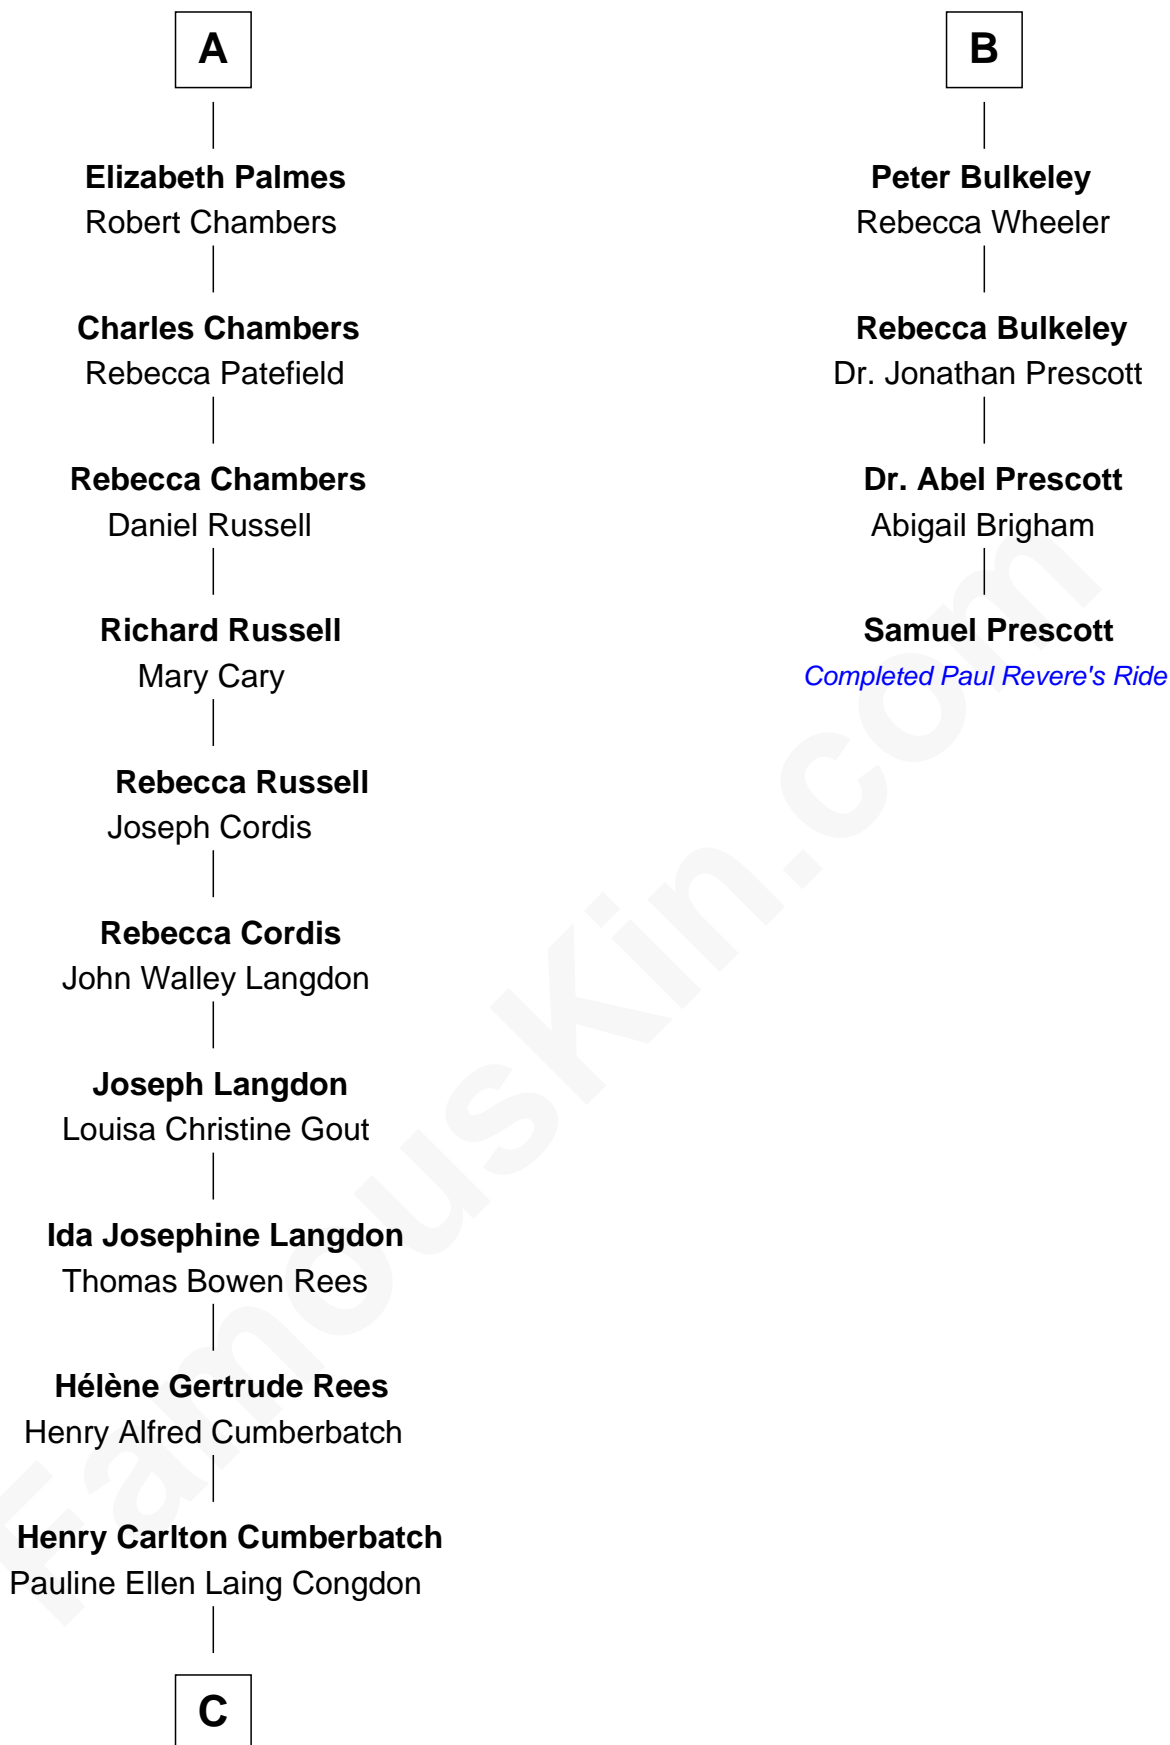 A
Elizabeth Palmes
Robert Chambers
Charles Chambers
Rebecca Patefield
Rebecca Chambers
Daniel Russell
Richard Russell
Mary Cary
Rebecca Russell
Joseph Cordis
Rebecca Cordis
John Walley Langdon
Joseph Langdon
Louisa Christine Gout
Ida Josephine Langdon
Thomas Bowen Rees
Hélène Gertrude Rees
Henry Alfred Cumberbatch
Henry Carlton Cumberbatch
Pauline Ellen Laing Congdon
C
B
Peter Bulkeley
Rebecca Wheeler
Rebecca Bulkeley
Dr. Jonathan Prescott
Dr. Abel Prescott
Abigail Brigham
Samuel Prescott
Completed Paul Revere's Ride
FamousKin.com